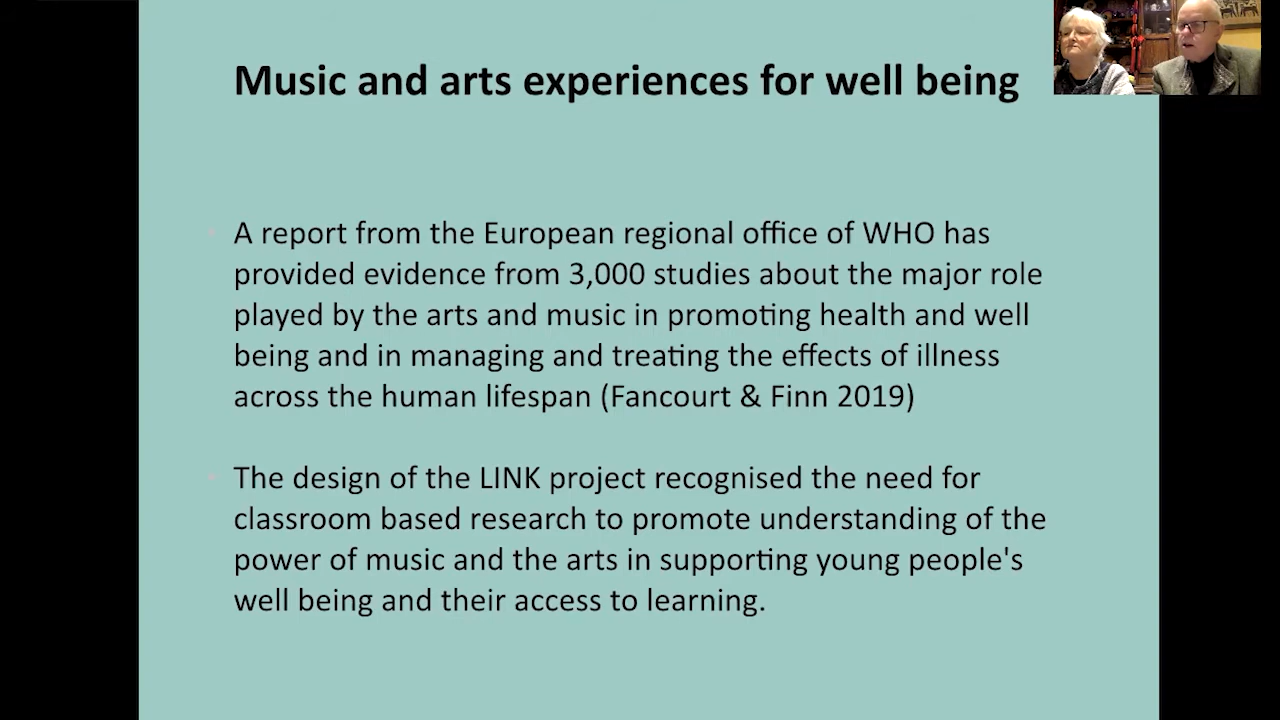 Music and arts experiences for well being
A report from the European regional office of WHO has
provided evidence from 3,000 studies about the major role
played by the arts and music in promoting health and well
being and in managing and treating the effects of illness
across the human lifespan (Fancourt & Finn 2019)
The design of the LINK project recognised the need for
classroom based research to promote understanding of the
power of music and the arts in supporting young people's
well being and their access to learning.